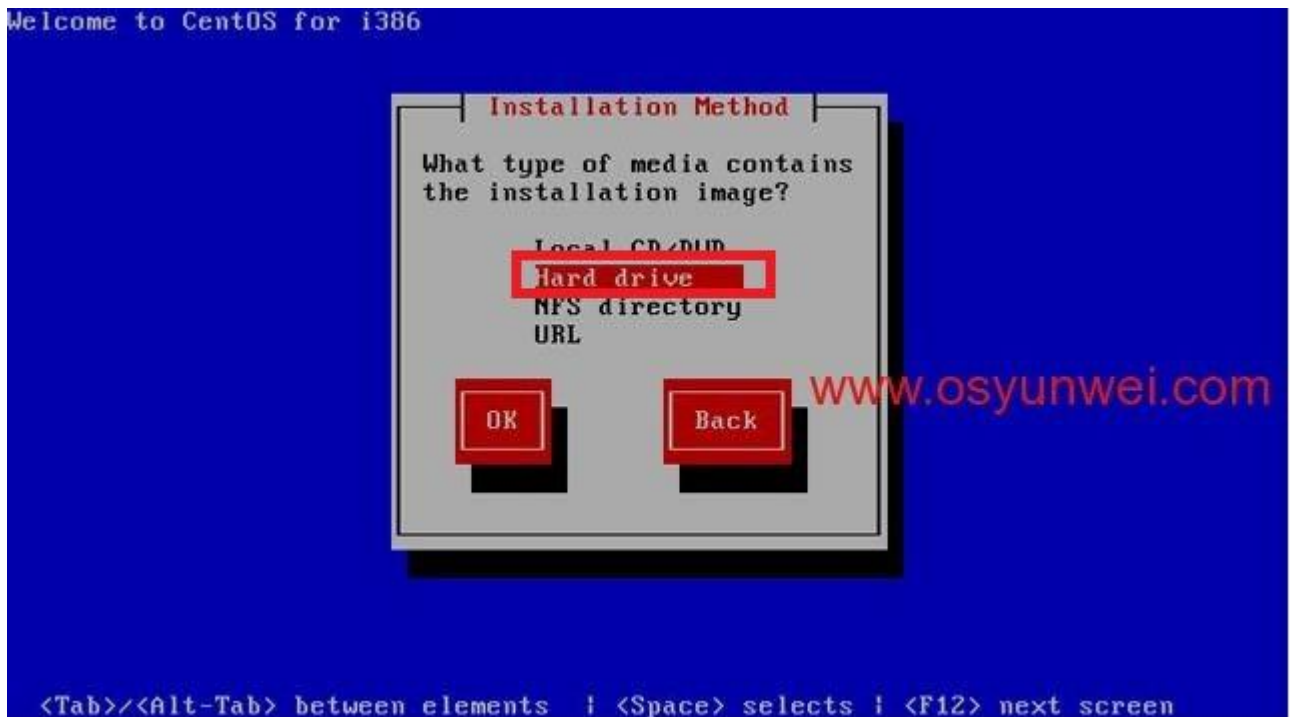 Welcome to CentOS for i386
Installation Method
What type of media contains
the installation image?
Local CD/DVD
Hard drive
NFS directory
URL
OK Back
www.osyunwei.com
<Tab>/<Alt-Tab> between elements | <Space> selects | <F12> next screen